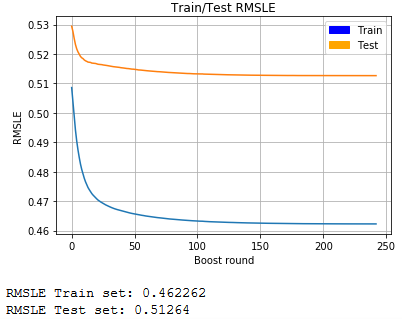 Train/Test RMSLE
0.53
0.52
0.51
0.50
0.49
0.48
0.47
0.46
RMSLE
Train
Test
0
50
100
150
200
250
Boost round
RMSLE Train set: 0.462262
RMSLE Test set: 0.51264